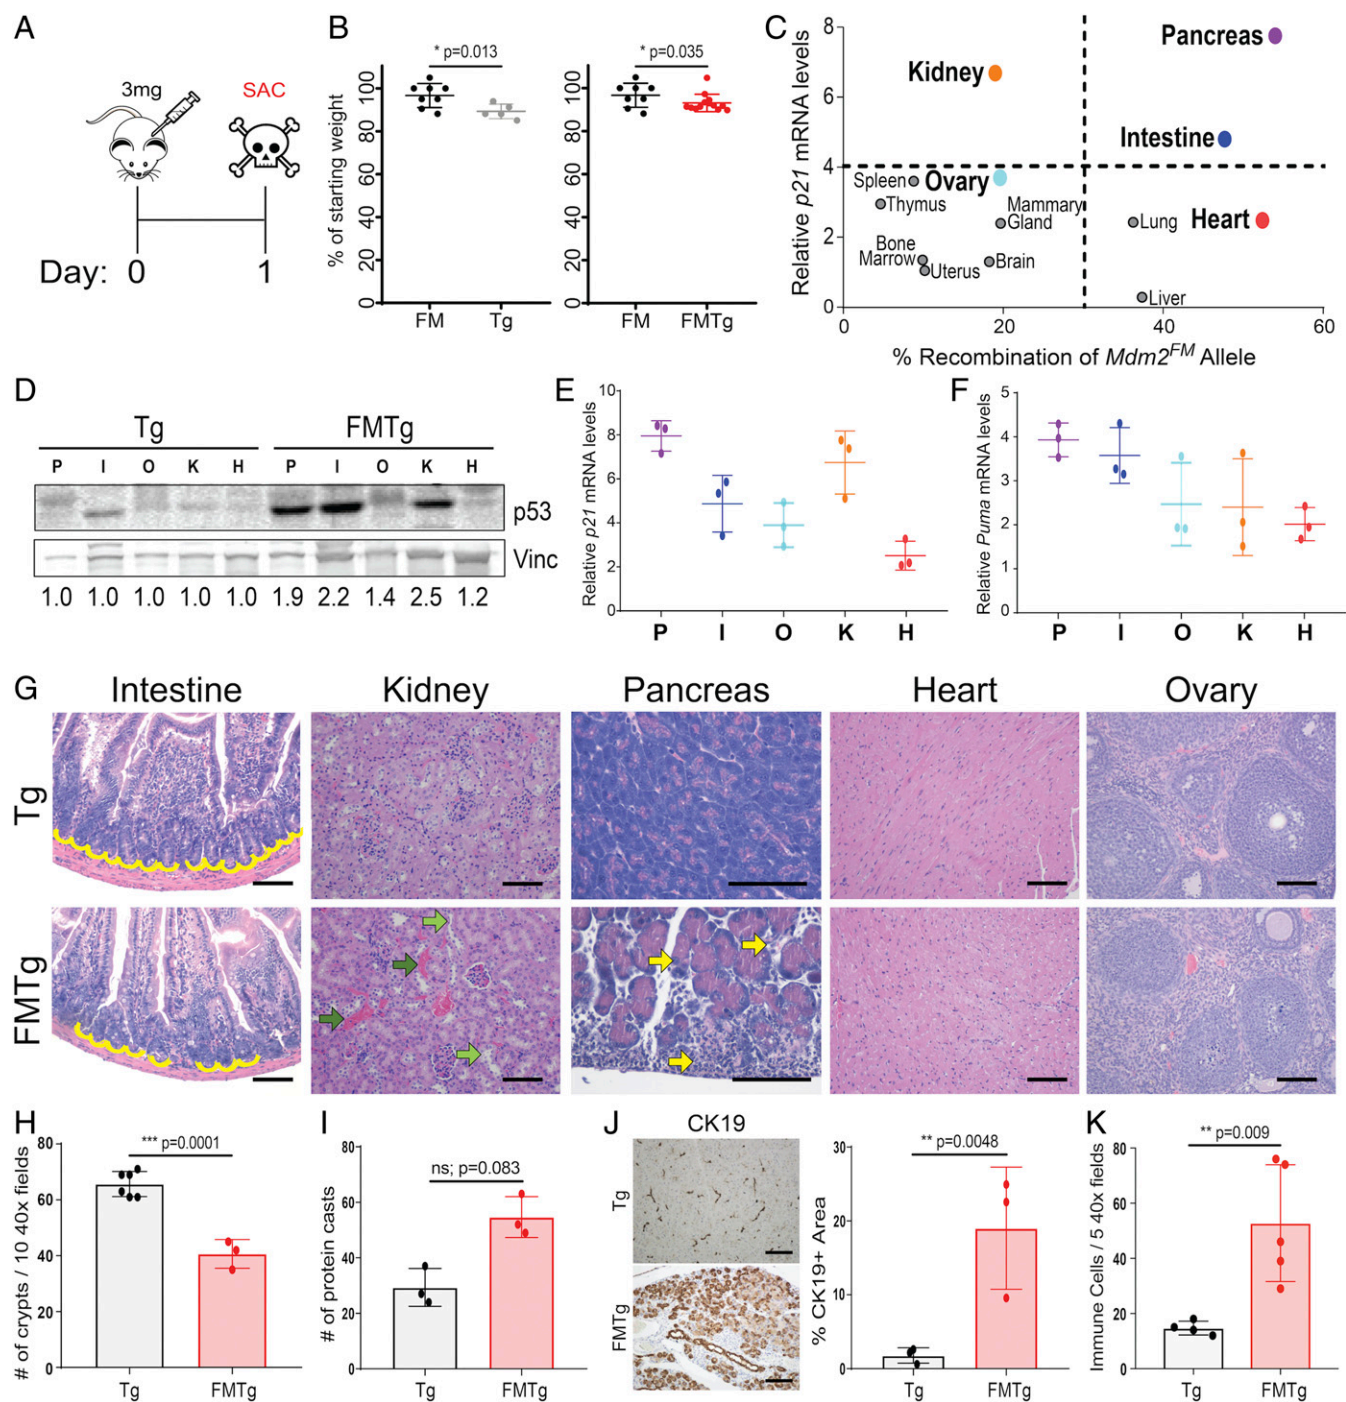 A
3mg
SAC
Day: 0 1
B
* p=0.013
% of starting weight
100
80
60
40
20
0
FM Tg
* p=0.035
100
80
60
40
20
0
FM FMTg
C
Relative p21 mRNA levels
8
6
4
2
0
Pancreas
Kidney
Intestine
Spleen
Ovary
Thymus
Mammary
Gland
Lung
Heart
Bone
Marrow
Uterus
Brain
Liver
0 20 40 60
% Recombination of Mdm2FM Allele
D
Tg FMTg
P I O K H P I O K H
p53
Vinc
1.0 1.0 1.0 1.0 1.0 1.9 2.2 1.4 2.5 1.2
E
Relative p21 mRNA levels
10
8
6
4
2
0
P I O K H
F
Relative Puma mRNA levels
5
4
3
2
1
0
P I O K H
G
Intestine Kidney Pancreas Heart Ovary
Tg
FMTg
H
*** p=0.0001
# of crypts / 10 40x fields
80
60
40
20
0
Tg FMTg
I
ns; p=0.083
# of protein casts
80
60
40
20
0
Tg FMTg
J
CK19
Tg
FMTg
** p=0.0048
% CK19+ Area
30
20
10
0
Tg FMTg
K
** p=0.009
Immune Cells / 5 40x fields
80
60
40
20
0
Tg FMTg